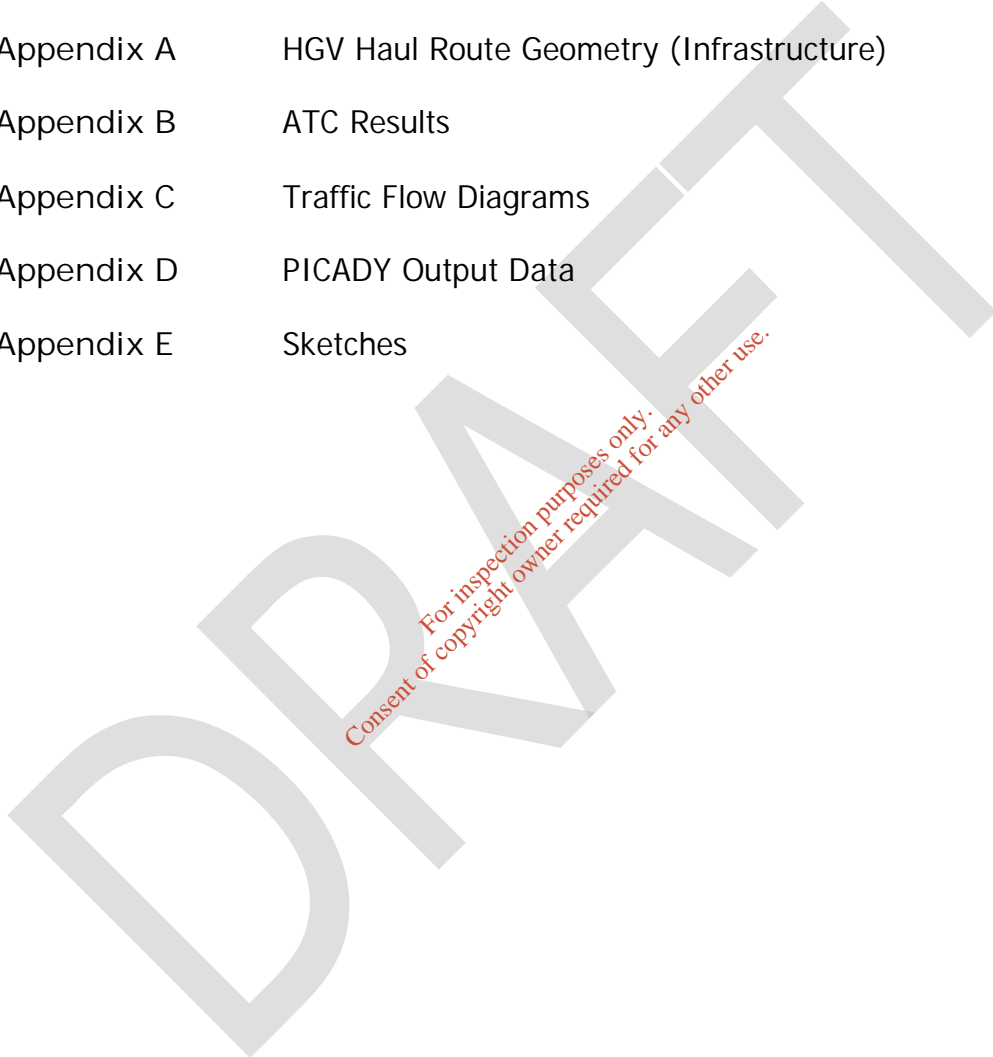 Appendix A HGV Haul Route Geometry (Infrastructure)
Appendix B ATC Results
Appendix C Traffic Flow Diagrams
Appendix D PICADY Output Data
Appendix E Sketches
DRAFT
For inspection purposes only.
Consent of copyright owner required for any other use.